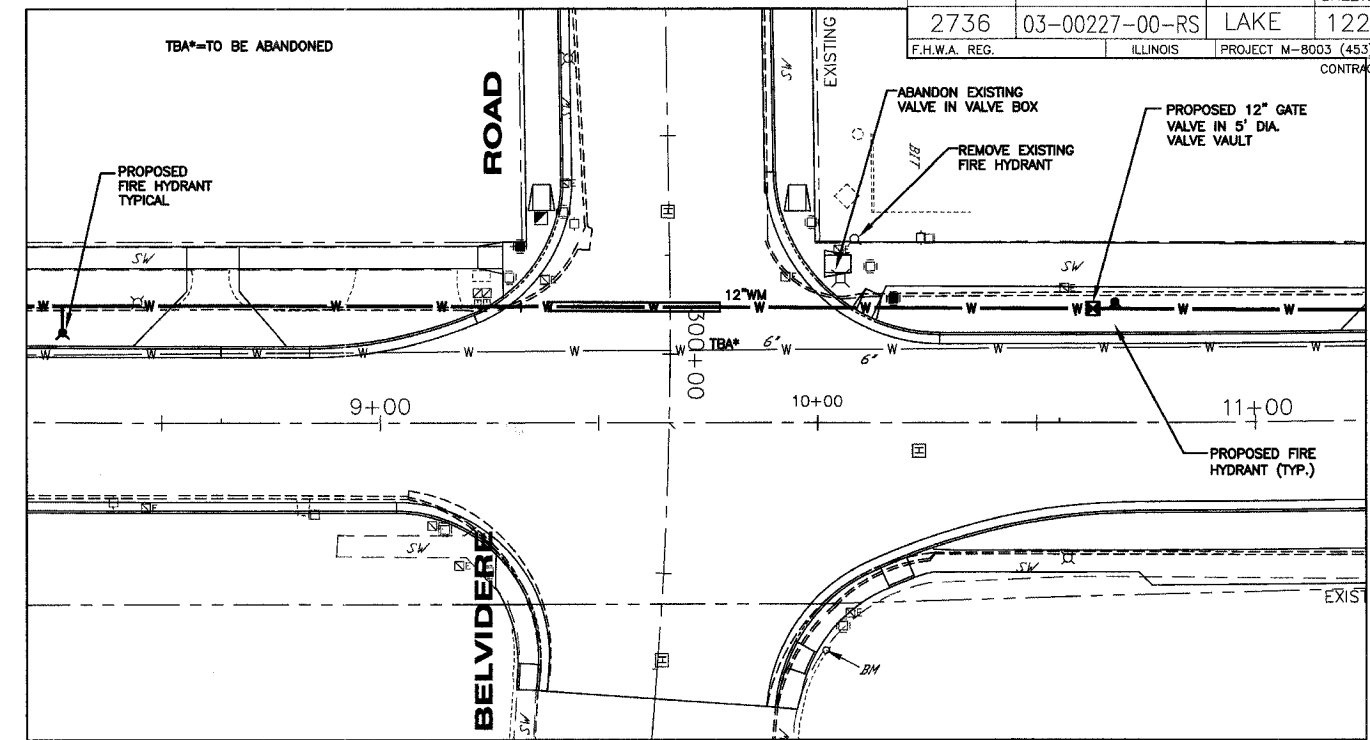 2736 03-00227-00-RS LAKE 122
F.H.W.A. REG. ILLINOIS PROJECT M-8003 (453)
CONTRAC
TBA*=TO BE ABANDONED
ROAD
SW
EXISTING
ABANDON EXISTING
VALVE IN VALVE BOX
REMOVE EXISTING
FIRE HYDRANT
BIT
PROPOSED 12" GATE
VALVE IN 5' DIA.
VALVE VAULT
PROPOSED
FIRE HYDRANT
TYPICAL
SW
SW
12"WM
W W W W W W W W W W W
300+00
TBA*
6"
6"
W W W W W W W W W W W W
9+00
10+00
11+00
H
H
PROPOSED FIRE
HYDRANT (TYP.)
SW
BELVIDERE
SW
EXIST
H
BM
SW